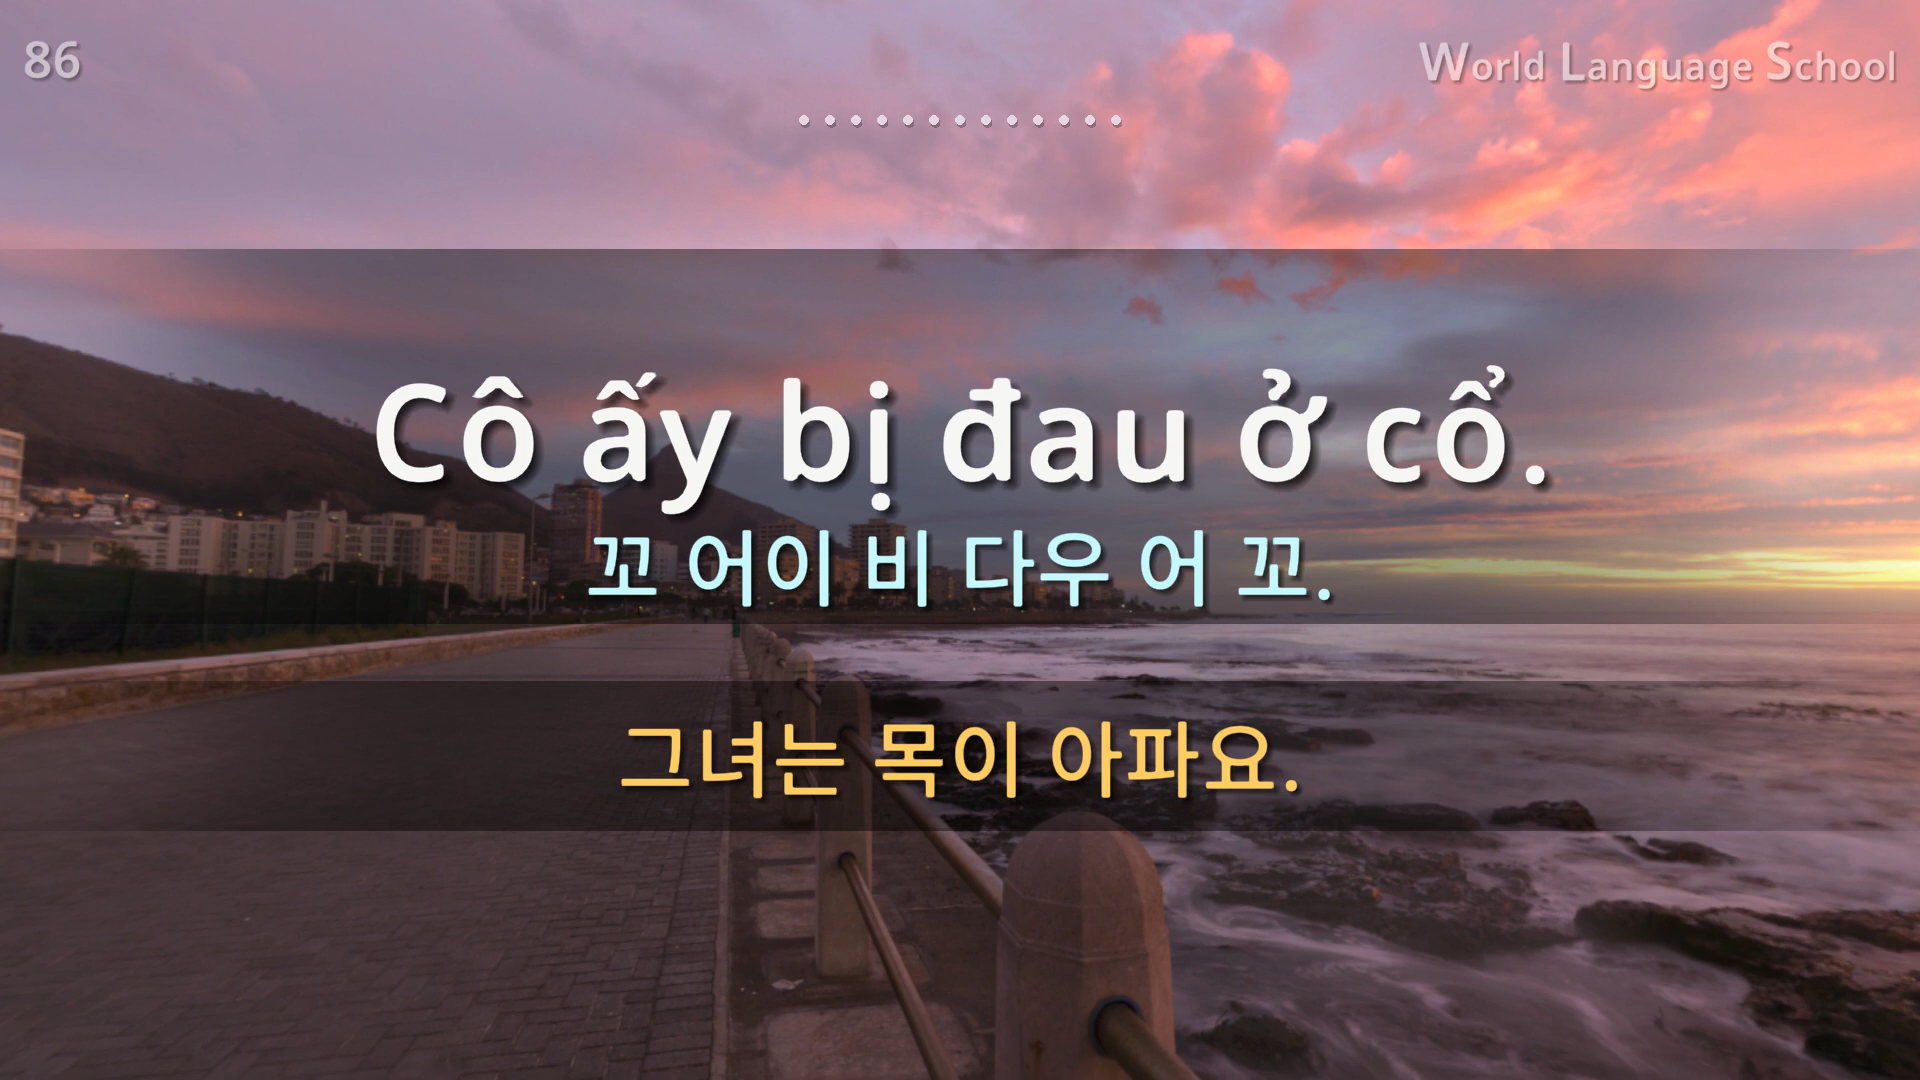 86
World Language School
Cô ấy bị đau ở cổ.
꼬 어이 비 다우 어 꼬.
그녀는 목이 아파요.